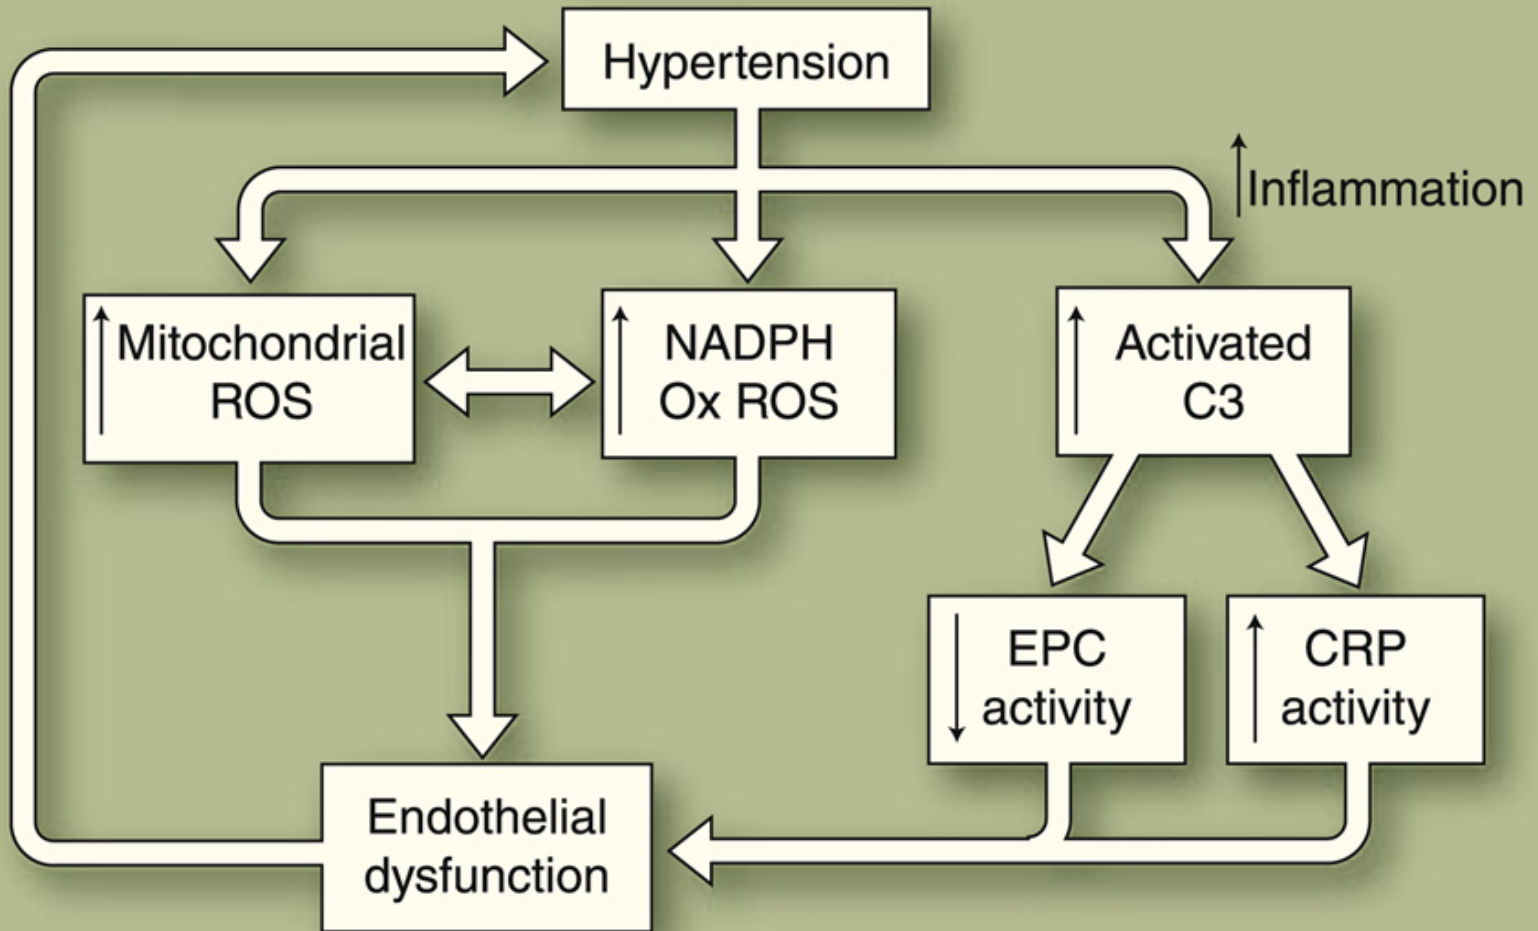 Hypertension
Inflammation
Mitochondrial
ROS
NADPH
Ox ROS
Activated
C3
EPC
activity
CRP
activity
Endothelial
dysfunction